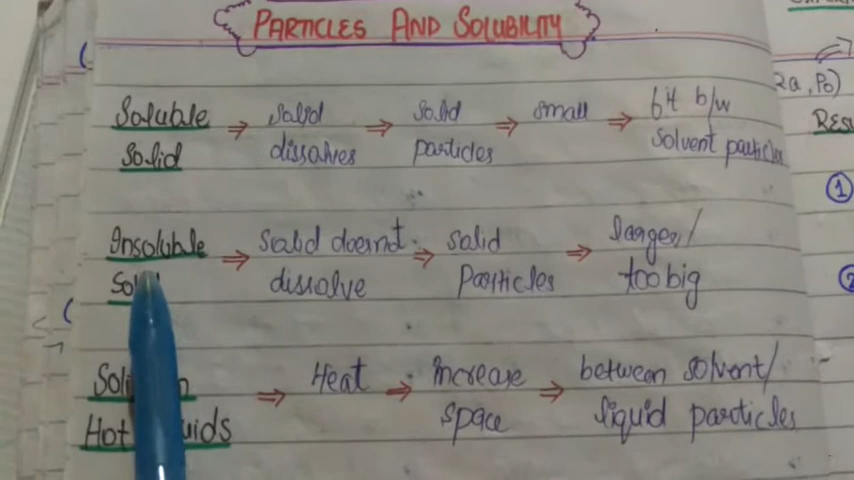 PARTICLES AND SOLUBILITY
Soluble ⇒ solid ⇒ solid ⇒ small ⇒ fit b/w
Solid dissolves particles solvent particles
Insoluble ⇒ solid doesnot ⇒ solid ⇒ larger/
dissolve particles too big
⇒ Heat ⇒ increase ⇒ between solvent/
Hot space liquid particles